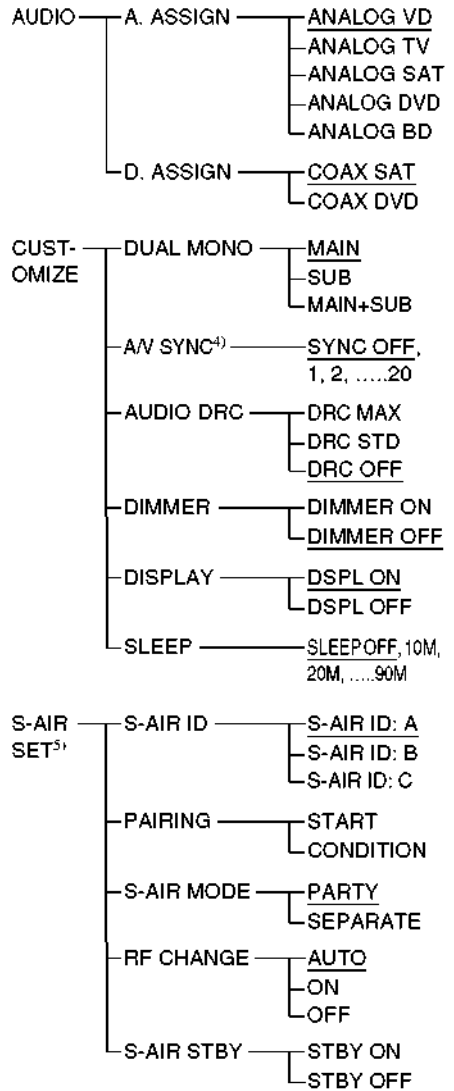 AUDIO A. ASSIGN ANALOG VD
ANALOG TV
ANALOG SAT
ANALOG DVD
ANALOG BD
D. ASSIGN COAX SAT
COAX DVD
CUST- DUAL MONO MAIN
OMIZE SUB
MAIN+SUB
A/V SYNC4) SYNC OFF,
1, 2, .....20
AUDIO DRC DRC MAX
DRC STD
DRC OFF
DIMMER DIMMER ON
DIMMER OFF
DISPLAY DSPL ON
DSPL OFF
SLEEP SLEEP OFF, 10M,
20M, .....90M
S-AIR S-AIR ID S-AIR ID: A
SET5) S-AIR ID: B
S-AIR ID: C
PAIRING START
CONDITION
S-AIR MODE PARTY
SEPARATE
RF CHANGE AUTO
ON
OFF
S-AIR STBY STBY ON
STBY OFF